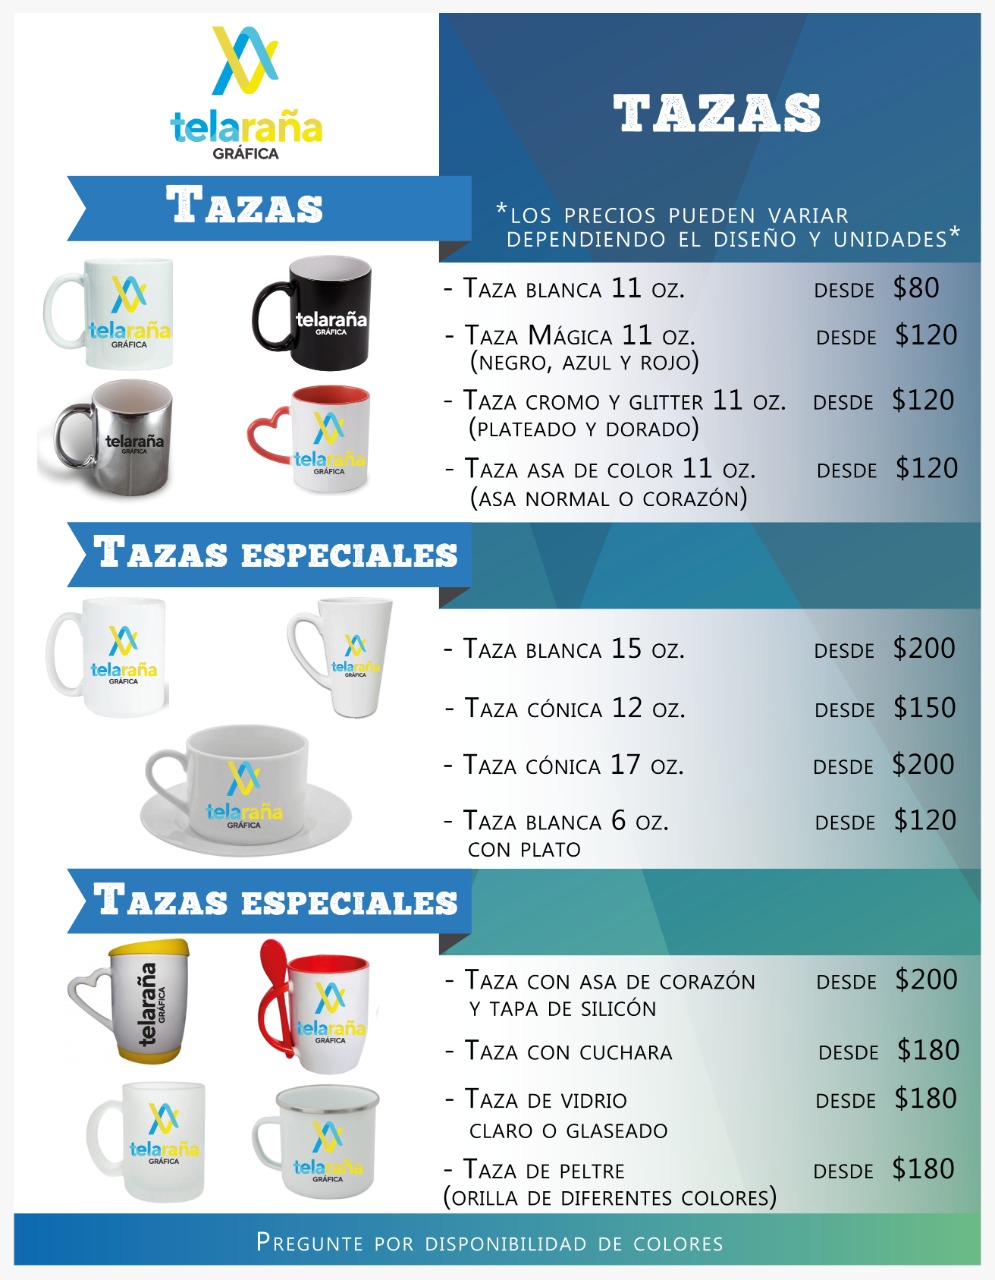 telaraña
GRÁFICA
TAZAS
TAZAS
*LOS PRECIOS PUEDEN VARIAR
DEPENDIENDO EL DISEÑO Y UNIDADES*
telaraña
GRÁFICA
telaraña
GRÁFICA
telaraña
GRÁFICA
telaraña
GRÁFICA
- TAZA BLANCA 11 OZ. DESDE $80
- TAZA MÁGICA 11 OZ. DESDE $120
(NEGRO, AZUL Y ROJO)
- TAZA CROMO Y GLITTER 11 OZ. DESDE $120
(PLATEADO Y DORADO)
- TAZA ASA DE COLOR 11 OZ. DESDE $120
(ASA NORMAL O CORAZÓN)
TAZAS ESPECIALES
telaraña
GRÁFICA
telaraña
GRÁFICA
telaraña
GRÁFICA
- TAZA BLANCA 15 OZ. DESDE $200
- TAZA CÓNICA 12 OZ. DESDE $150
- TAZA CÓNICA 17 OZ. DESDE $200
- TAZA BLANCA 6 OZ. DESDE $120
CON PLATO
TAZAS ESPECIALES
telaraña
GRÁFICA
telaraña
GRÁFICA
telaraña
GRÁFICA
telaraña
GRÁFICA
- TAZA CON ASA DE CORAZÓN DESDE $200
Y TAPA DE SILICÓN
- TAZA CON CUCHARA DESDE $180
- TAZA DE VIDRIO DESDE $180
CLARO O GLASEADO
- TAZA DE PELTRE DESDE $180
(ORILLA DE DIFERENTES COLORES)
PREGUNTE POR DISPONIBILIDAD DE COLORES